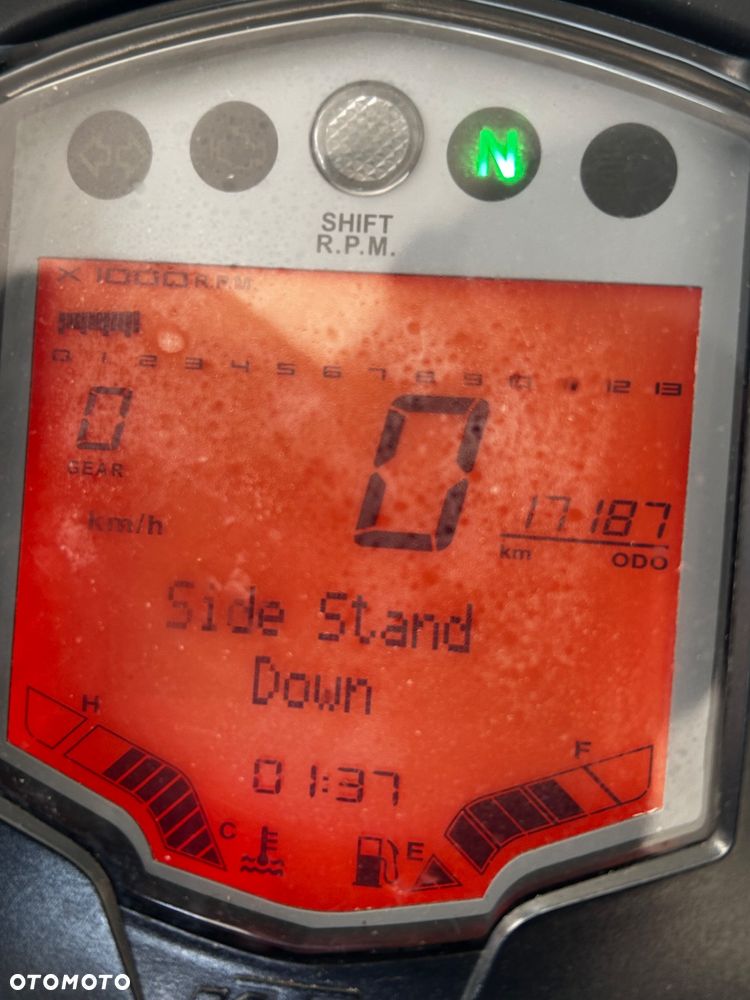 N
SHIFT
R.P.M.
X 1000 R.P.M.
0 1 2 3 4 5 6 7 8 9 10 11 12 13
0
GEAR
0
km/h
17187
km ODO
Side Stand
Down
H
F
01:37
C
E
OTOMOTO